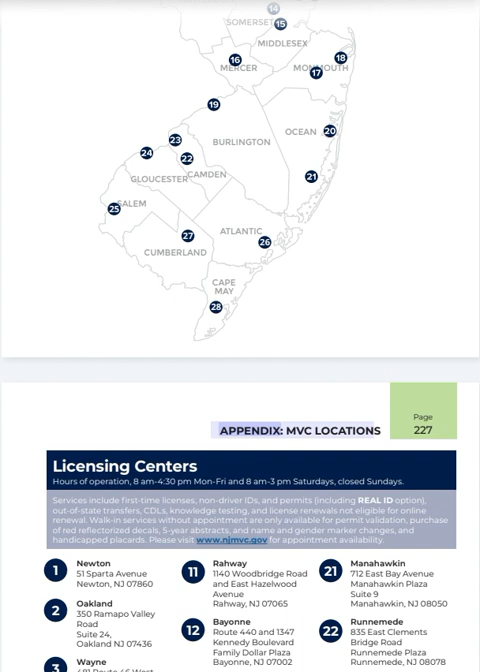 14
SOMERSET
15
MIDDLESEX
16
MERCER
18
MONMOUTH
17
19
OCEAN
20
23
BURLINGTON
24
22
CAMDEN
GLOUCESTER
21
25
SALEM
27
ATLANTIC
26
CUMBERLAND
CAPE
MAY
28
Page
227
APPENDIX: MVC LOCATIONS
Licensing Centers
Hours of operation, 8 am-4:30 pm Mon-Fri and 8 am-3 pm Saturdays, closed Sundays.
Services include first-time licenses, non-driver IDs, and permits (including REAL ID option),
out-of-state transfers, CDLs, knowledge testing, and license renewals not eligible for online
renewal. Walk-in services without appointment are only available for permit validation, purchase
of red reflectorized decals, 5-year abstracts, and name and gender marker changes, and
handicapped placards. Please visit www.njmvc.gov for appointment availability.
1
Newton
51 Sparta Avenue
Newton, NJ 07860
2
Oakland
350 Ramapo Valley
Road
Suite 24,
Oakland NJ 07436
3
Wayne
481 Route 46 West
11
Rahway
1140 Woodbridge Road
and East Hazelwood
Avenue
Rahway, NJ 07065
12
Bayonne
Route 440 and 1347
Kennedy Boulevard
Family Dollar Plaza
Bayonne, NJ 07002
21
Manahawkin
712 East Bay Avenue
Manahawkin Plaza
Suite 9
Manahawkin, NJ 08050
22
Runnemede
835 East Clements
Bridge Road
Runnemede Plaza
Runnemede, NJ 08078